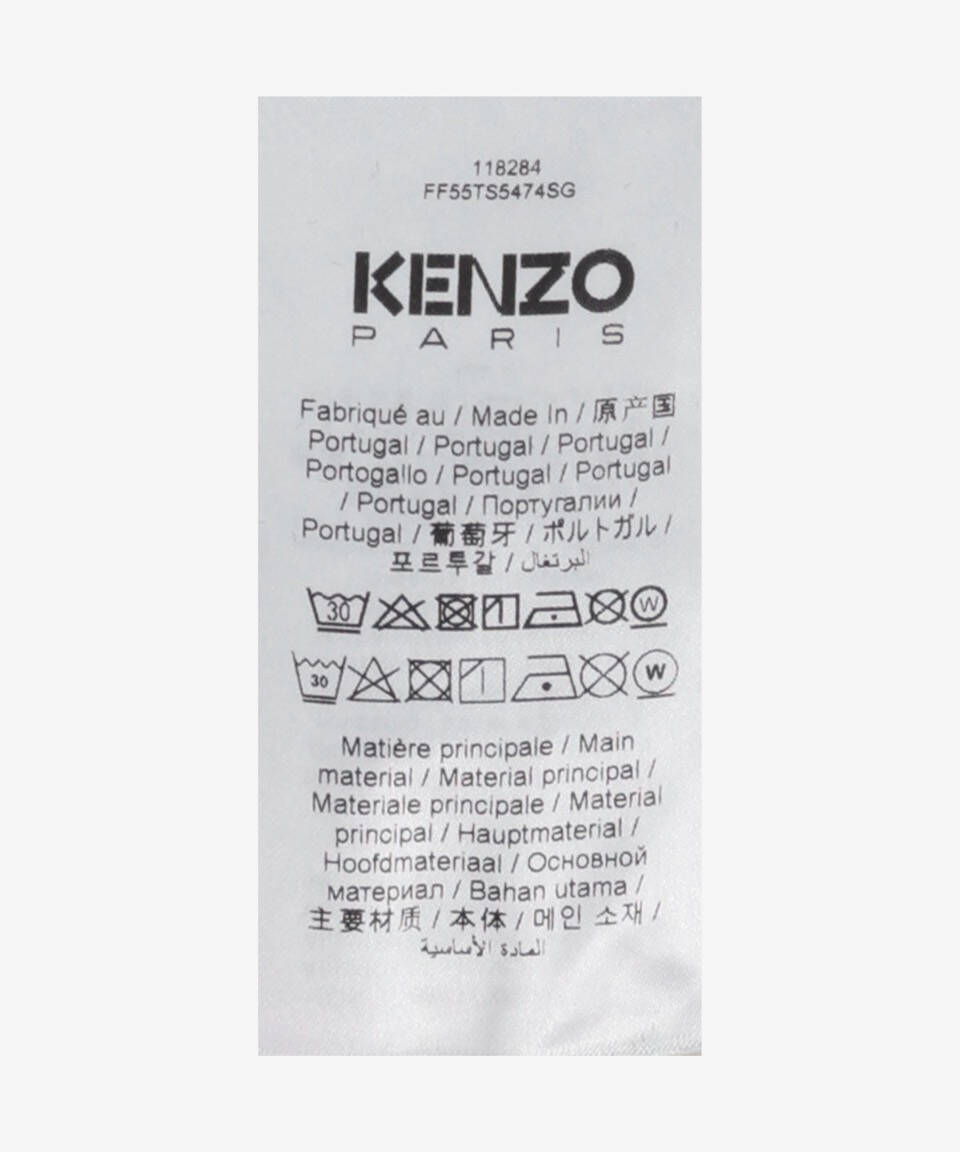 118284
FF55TS5474SG
KENZO
PARIS
Fabriqué au / Made In / 原产国
Portugal / Portugal / Portugal /
Portogallo / Portugal / Portugal
/ Portugal / Португалии /
Portugal / 葡萄牙 / ポルトガル /
포르투갈 / البرتغال
30 W
30 W
Matière principale / Main
material / Material principal /
Materiale principale / Material
principal / Hauptmaterial /
Hoofdmateriaal / Основной
материал / Bahan utama /
主要材质 / 本体 / 메인 소재 /
المادة الأساسية